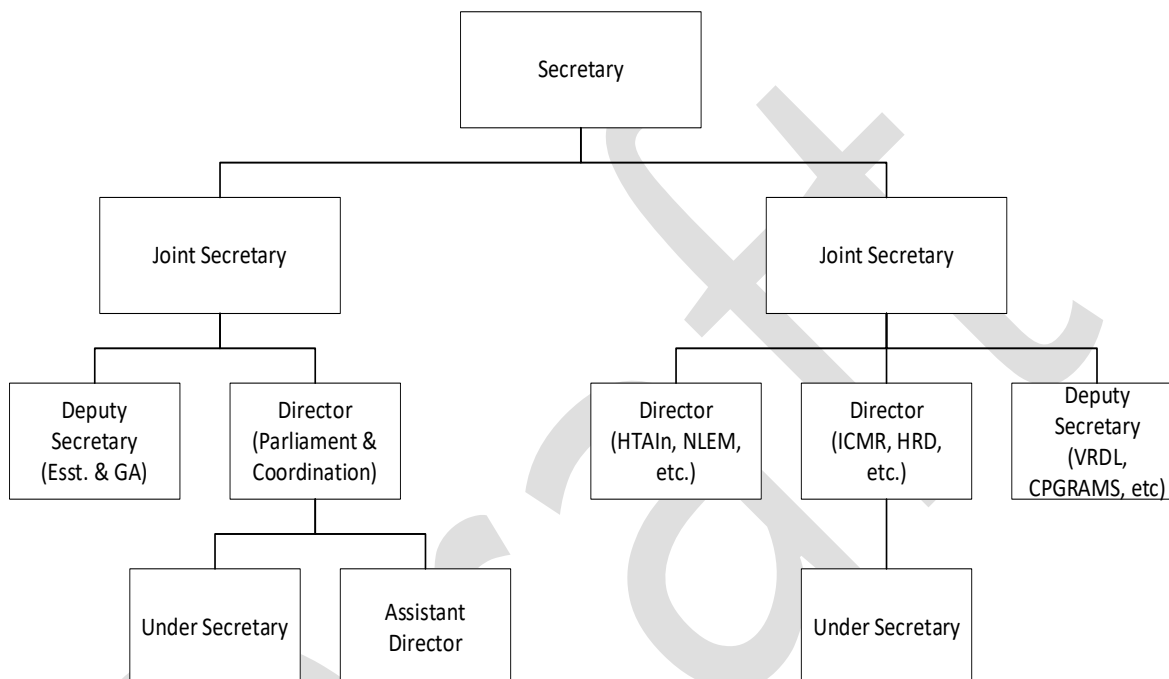 Secretary
Joint Secretary
Joint Secretary
Deputy
Secretary
(Esst. & GA)
Director
(Parliament &
Coordination)
Director
(HTAIn, NLEM,
etc.)
Director
(ICMR, HRD,
etc.)
Deputy
Secretary
(VRDL,
CPGRAMS, etc)
Under Secretary
Assistant
Director
Under Secretary